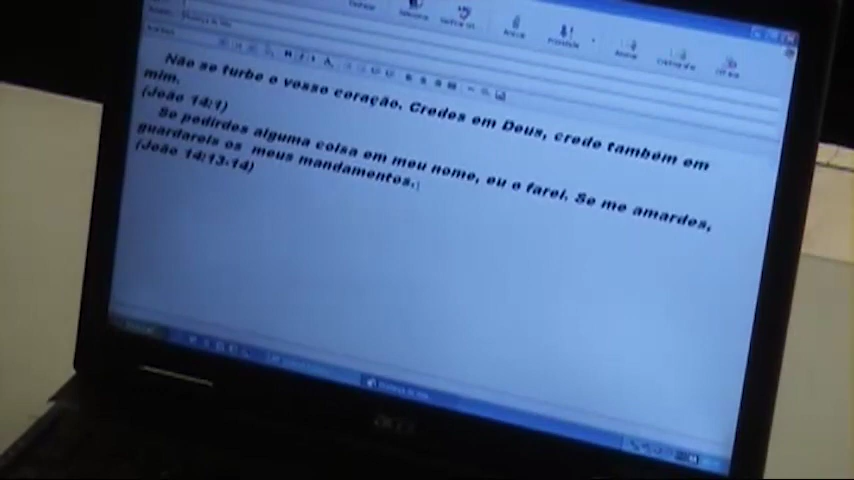 Não se turbe o vosso coração. Credes em Deus, crede também em
mim.
(João 14:1)
Se pedirdes alguma coisa em meu nome, eu o farei. Se me amardes,
guardareis os meus mandamentos.
(João 14:13-14)
acer